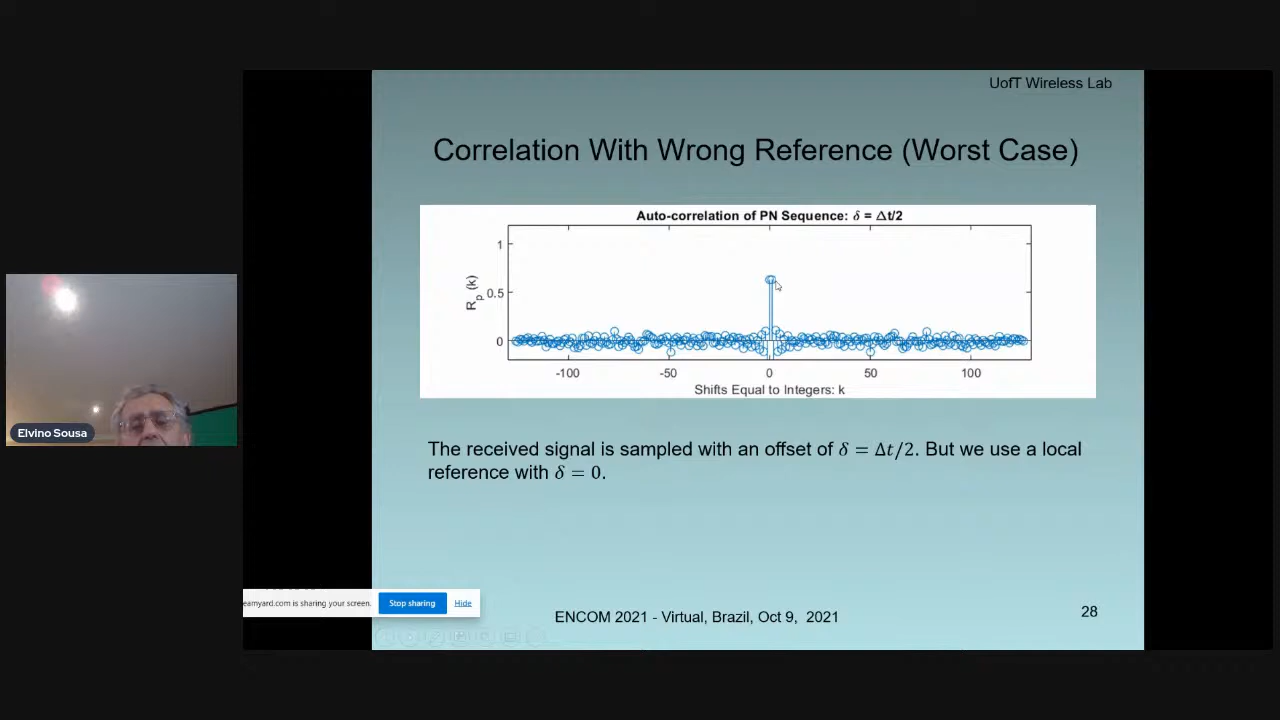 UofT Wireless Lab
Correlation With Wrong Reference (Worst Case)
Auto-correlation of PN Sequence: δ = Δt/2
1
0.5
0
R_p (k)
-100 -50 0 50 100
Shifts Equal to Integers: k
The received signal is sampled with an offset of δ = Δt/2. But we use a local
reference with δ = 0.
Elvino Sousa
eamyard.com is sharing your screen. Stop sharing Hide
ENCOM 2021 - Virtual, Brazil, Oct 9, 2021
28